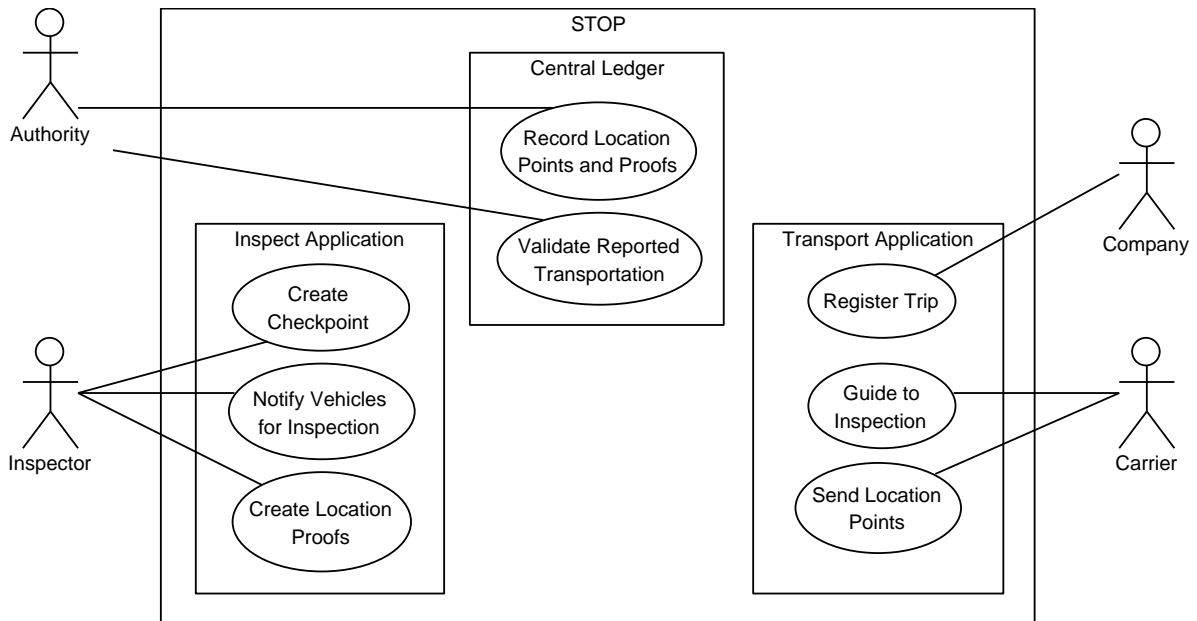 STOP
Central Ledger
Authority
Record Location
Points and Proofs
Validate Reported
Transportation
Inspect Application
Create
Checkpoint
Notify Vehicles
for Inspection
Create Location
Proofs
Inspector
Transport Application
Register Trip
Guide to
Inspection
Send Location
Points
Company
Carrier